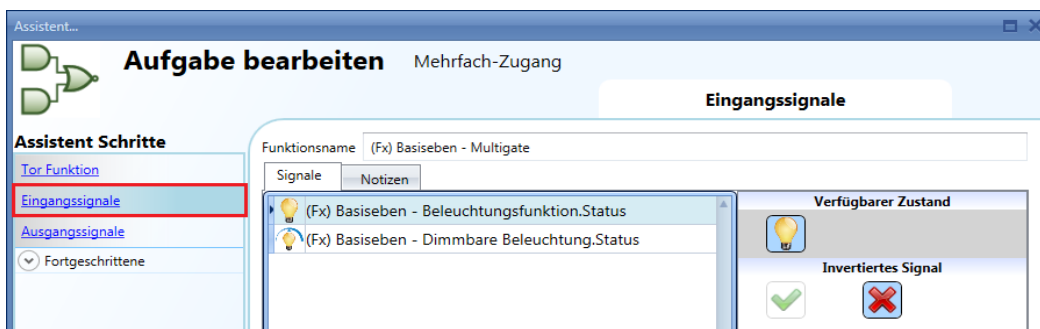 Assistent...
Aufgabe bearbeiten Mehrfach-Zugang
Eingangssignale
Assistent Schritte
Funktionsname (Fx) Basiseben - Multigate
Tor Funktion
Signale Notizen
Eingangssignale
(Fx) Basiseben - Beleuchtungsfunktion.Status
Verfügbarer Zustand
Ausgangssignale
(Fx) Basiseben - Dimmbare Beleuchtung.Status
Fortgeschrittene
Invertiertes Signal